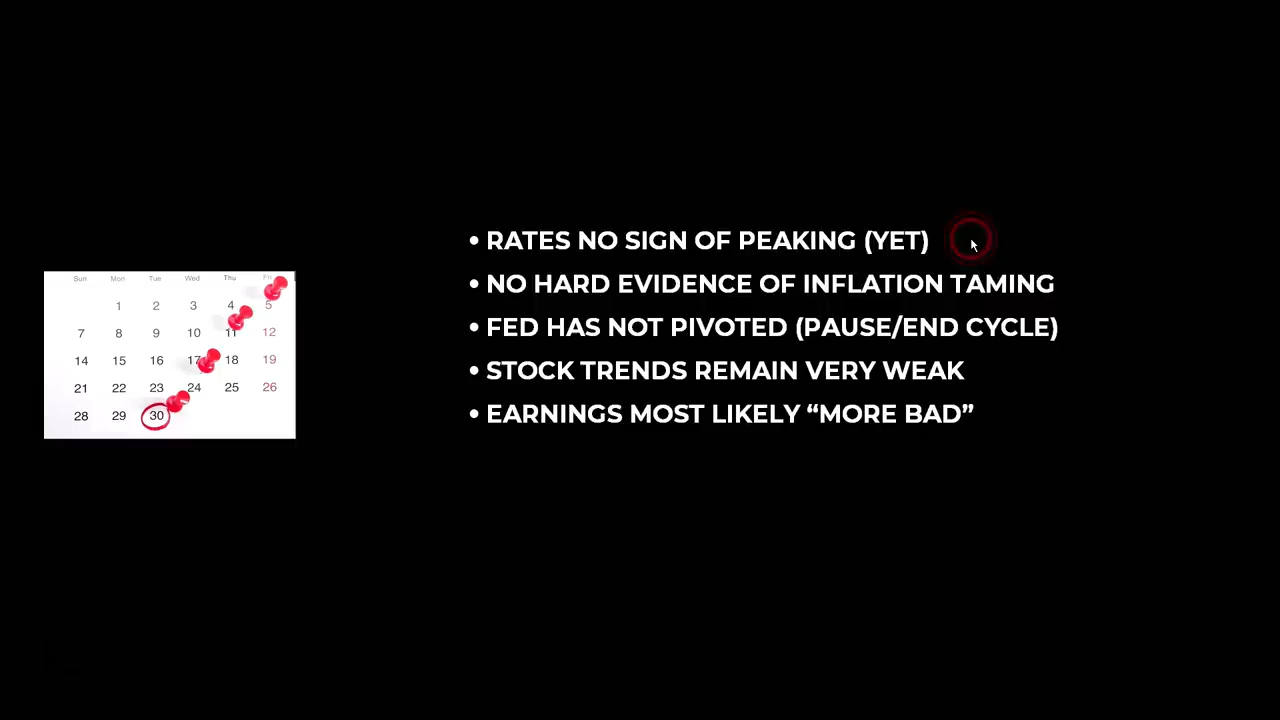 Sun Mon Tue Wed Thu Fri
1 2 3 4 5
7 8 9 10 11 12
14 15 16 17 18 19
21 22 23 24 25 26
28 29 30
• RATES NO SIGN OF PEAKING (YET)
• NO HARD EVIDENCE OF INFLATION TAMING
• FED HAS NOT PIVOTED (PAUSE/END CYCLE)
• STOCK TRENDS REMAIN VERY WEAK
• EARNINGS MOST LIKELY “MORE BAD”